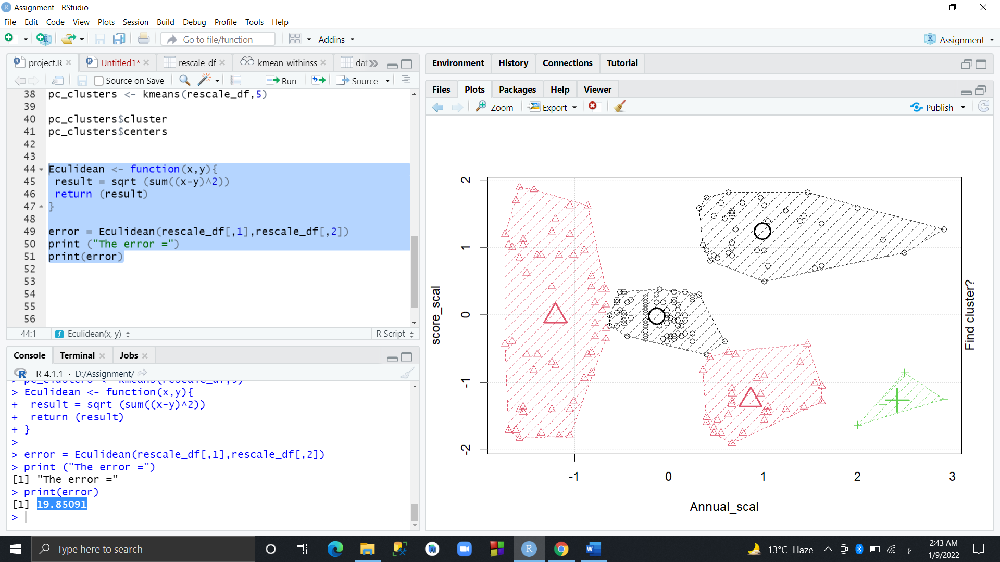 Assignment - RStudio
File Edit Code View Plots Session Build Debug Profile Tools Help
Go to file/function Addins Assignment
project.R Untitled1* rescale_df kmean_withinss dat
Source on Save Run Source
38 pc_clusters <- kmeans(rescale_df,5)
39
40 pc_clusters$cluster
41 pc_clusters$centers
42
43
44 Eculidean <- function(x,y){
45 result = sqrt (sum((x-y)^2))
46 return (result)
47 }
48
49 error = Eculidean(rescale_df[,1],rescale_df[,2])
50 print ("The error =")
51 print(error)
52
53
54
55
56
44:1 Eculidean(x, y) R Script
Console Terminal Jobs
R 4.1.1 · D:/Assignment/
> pc_clusters <- kmeans(rescale_df,5)
> Eculidean <- function(x,y){
+ result = sqrt (sum((x-y)^2))
+ return (result)
+ }
>
> error = Eculidean(rescale_df[,1],rescale_df[,2])
> print ("The error =")
[1] "The error ="
> print(error)
[1] 19.85091
>
Environment History Connections Tutorial
Files Plots Packages Help Viewer
Zoom Export Publish
score_scal
2
1
0
-1
-2
-1 0 1 2 3
Annual_scal
Find cluster?
Type here to search
13°C Haze
ع
2:43 AM
1/9/2022